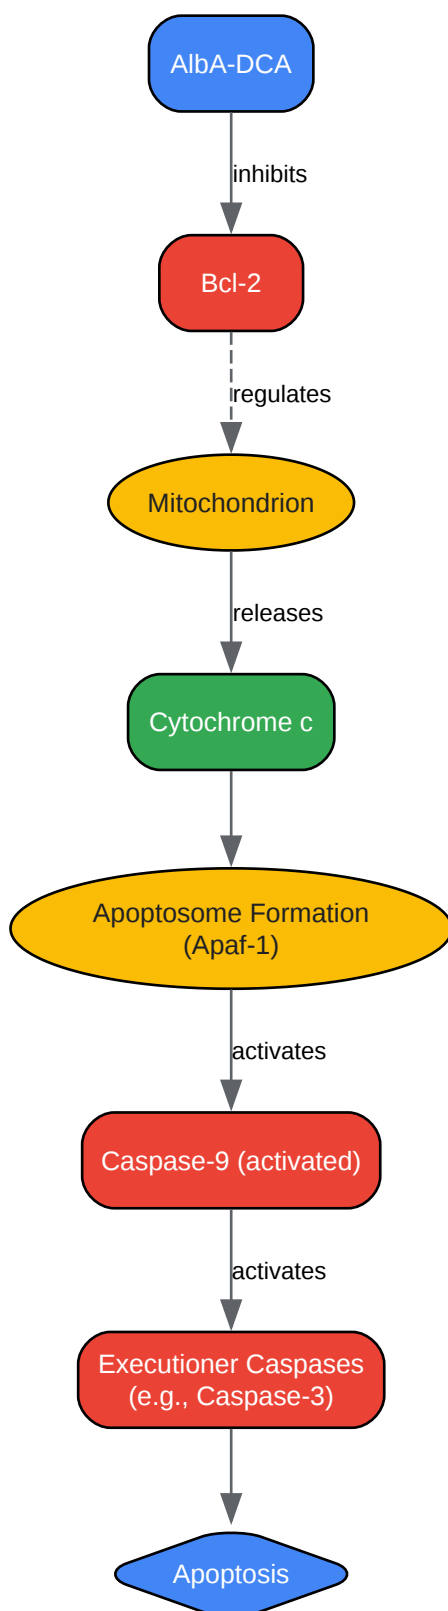 AlbA-DCA
inhibits
Bcl-2
regulates
Mitochondrion
releases
Cytochrome c
Apoptosome Formation
(Apaf-1)
activates
Caspase-9 (activated)
activates
Executioner Caspases
(e.g., Caspase-3)
Apoptosis